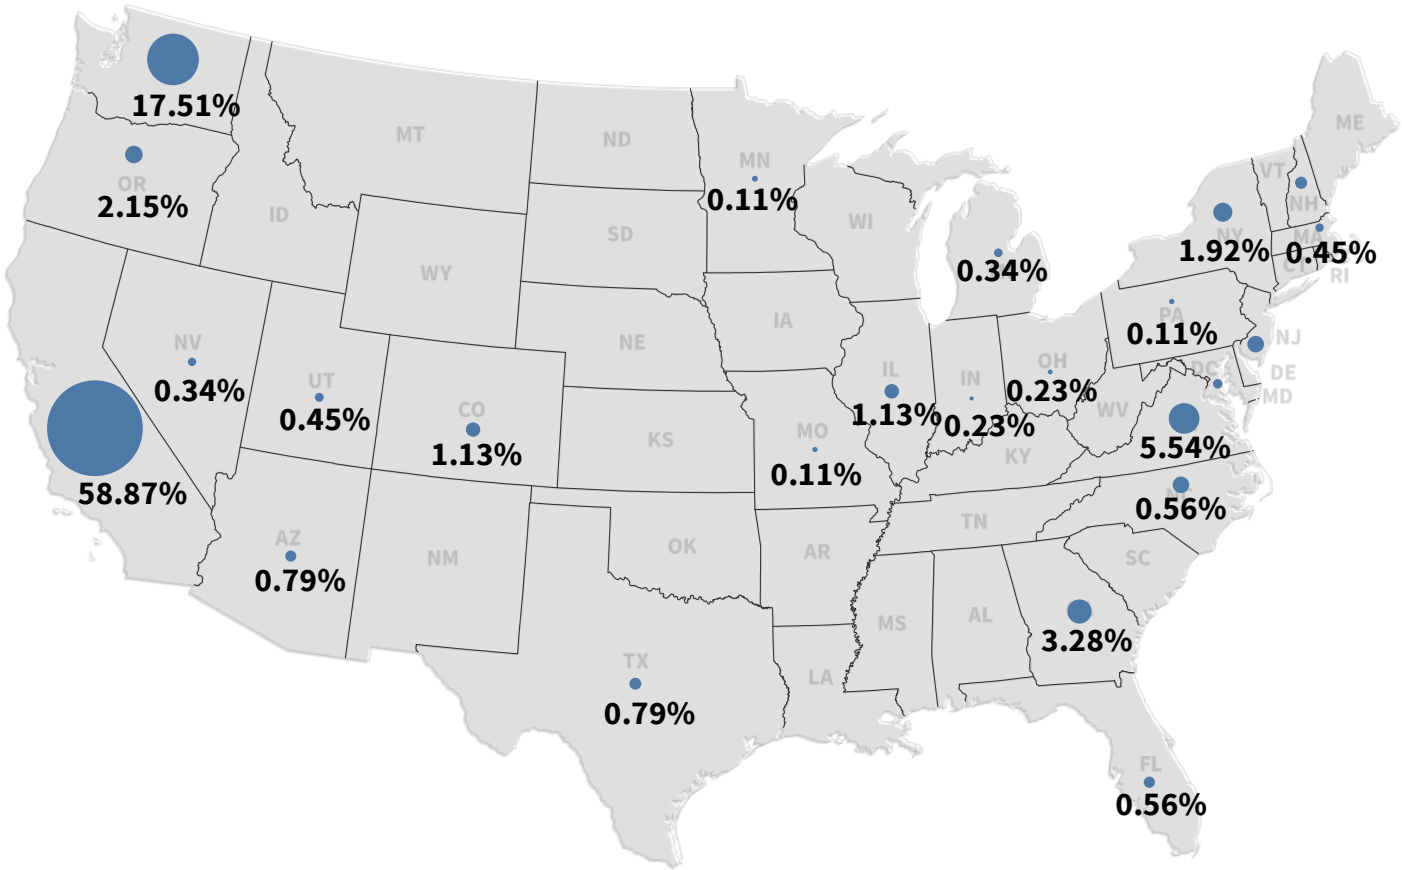 17.51%
ME
MT
ND
MN
VT
OR
0.11%
NH
2.15%
ID
WI
NY
MA
SD
1.92%
0.45%
CT
RI
WY
0.34%
IA
PA
NV
NE
0.11%
NJ
OH
DC
DE
IL
IN
0.34%
UT
0.23%
MD
CO
1.13%
WV
0.45%
0.23%
MO
KS
5.54%
1.13%
KY
0.11%
58.87%
NC
0.56%
TN
AZ
OK
AR
NM
SC
0.79%
AL
MS
3.28%
TX
LA
0.79%
FL
0.56%